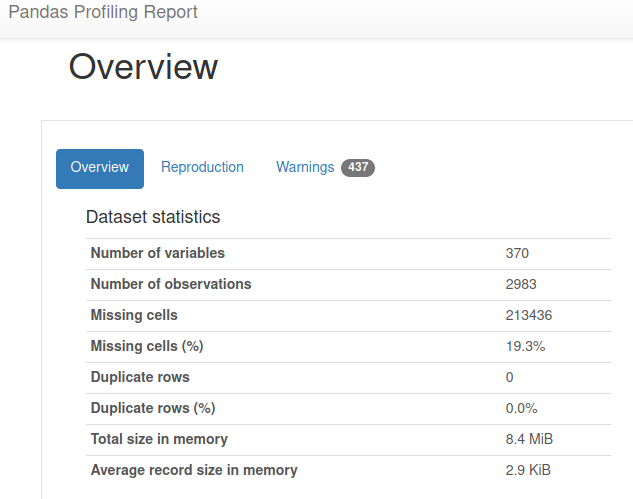 Pandas Profiling Report
Overview
Overview Reproduction Warnings 437
Dataset statistics
Number of variables 370
Number of observations 2983
Missing cells 213436
Missing cells (%) 19.3%
Duplicate rows 0
Duplicate rows (%) 0.0%
Total size in memory 8.4 MiB
Average record size in memory 2.9 KiB